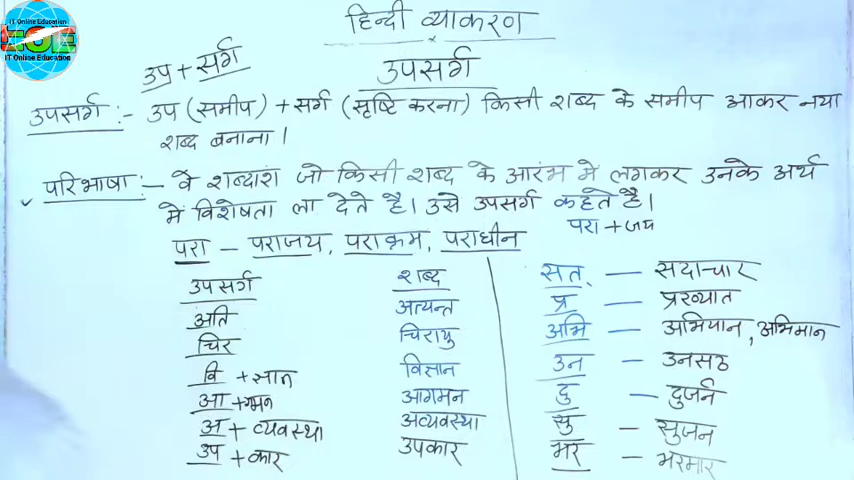 IT Online Education
IOE
IT Online Education
हिन्दी व्याकरण
उप + सर्ग
उपसर्ग
उपसर्ग :- उप (समीप) + सर्ग (सृष्टि करना) किसी शब्द के समीप आकर नया
शब्द बनाना ।
परिभाषा :- वे शब्दांश जो किसी शब्द के आरंभ मे लगकर उनके अर्थ
मे विशेषता ला देते है। उसे उपसर्ग कहते है।
परा + जय
परा - पराजय, पराक्रम, पराधीन
उपसर्ग शब्द
अति अत्यन्त
चिर चिरायु
वि + ज्ञान विज्ञान
आ + गमन आगमन
अ + व्यवस्था अव्यवस्था
उप + कार उपकार
सत् — सदाचार
प्र — प्रख्यात
अभि — अभियान, अभिमान
उन — उनसठ
दु — दुर्जन
सु — सुजन
भर — भरमार